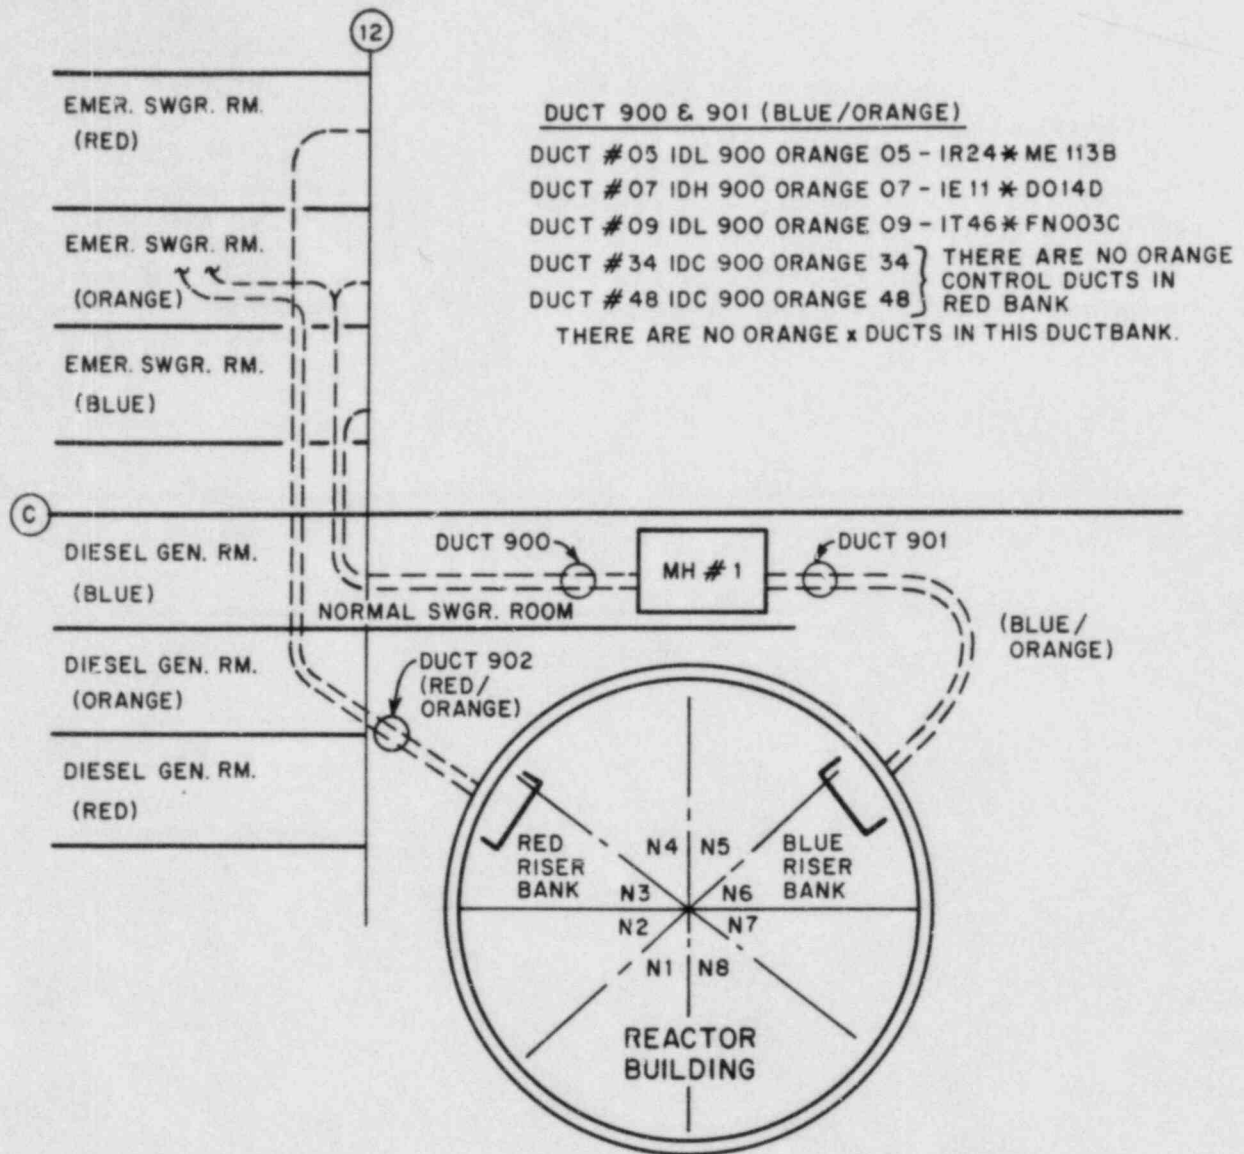 12
EMER. SWGR. RM.
(RED)
EMER. SWGR. RM.
(ORANGE)
EMER. SWGR. RM.
(BLUE)
DUCT 900 & 901 (BLUE/ORANGE)
DUCT #05 IDL 900 ORANGE 05 - IR24*ME 113B
DUCT #07 IDH 900 ORANGE 07 - IE 11 * DO14D
DUCT #09 IDL 900 ORANGE 09 - IT46* FN003C
DUCT #34 IDC 900 ORANGE 34
DUCT #48 IDC 900 ORANGE 48
THERE ARE NO ORANGE
CONTROL DUCTS IN
RED BANK
THERE ARE NO ORANGE x DUCTS IN THIS DUCTBANK.
C
DIESEL GEN. RM.
(BLUE)
DUCT 900
MH #1
DUCT 901
NORMAL SWGR. ROOM
(BLUE/
ORANGE)
DIESEL GEN. RM.
(ORANGE)
DUCT 902
(RED/
ORANGE)
DIESEL GEN. RM.
(RED)
RED
RISER
BANK
N4 N5
BLUE
RISER
BANK
N3 N6
N2 N7
N1 N8
REACTOR
BUILDING